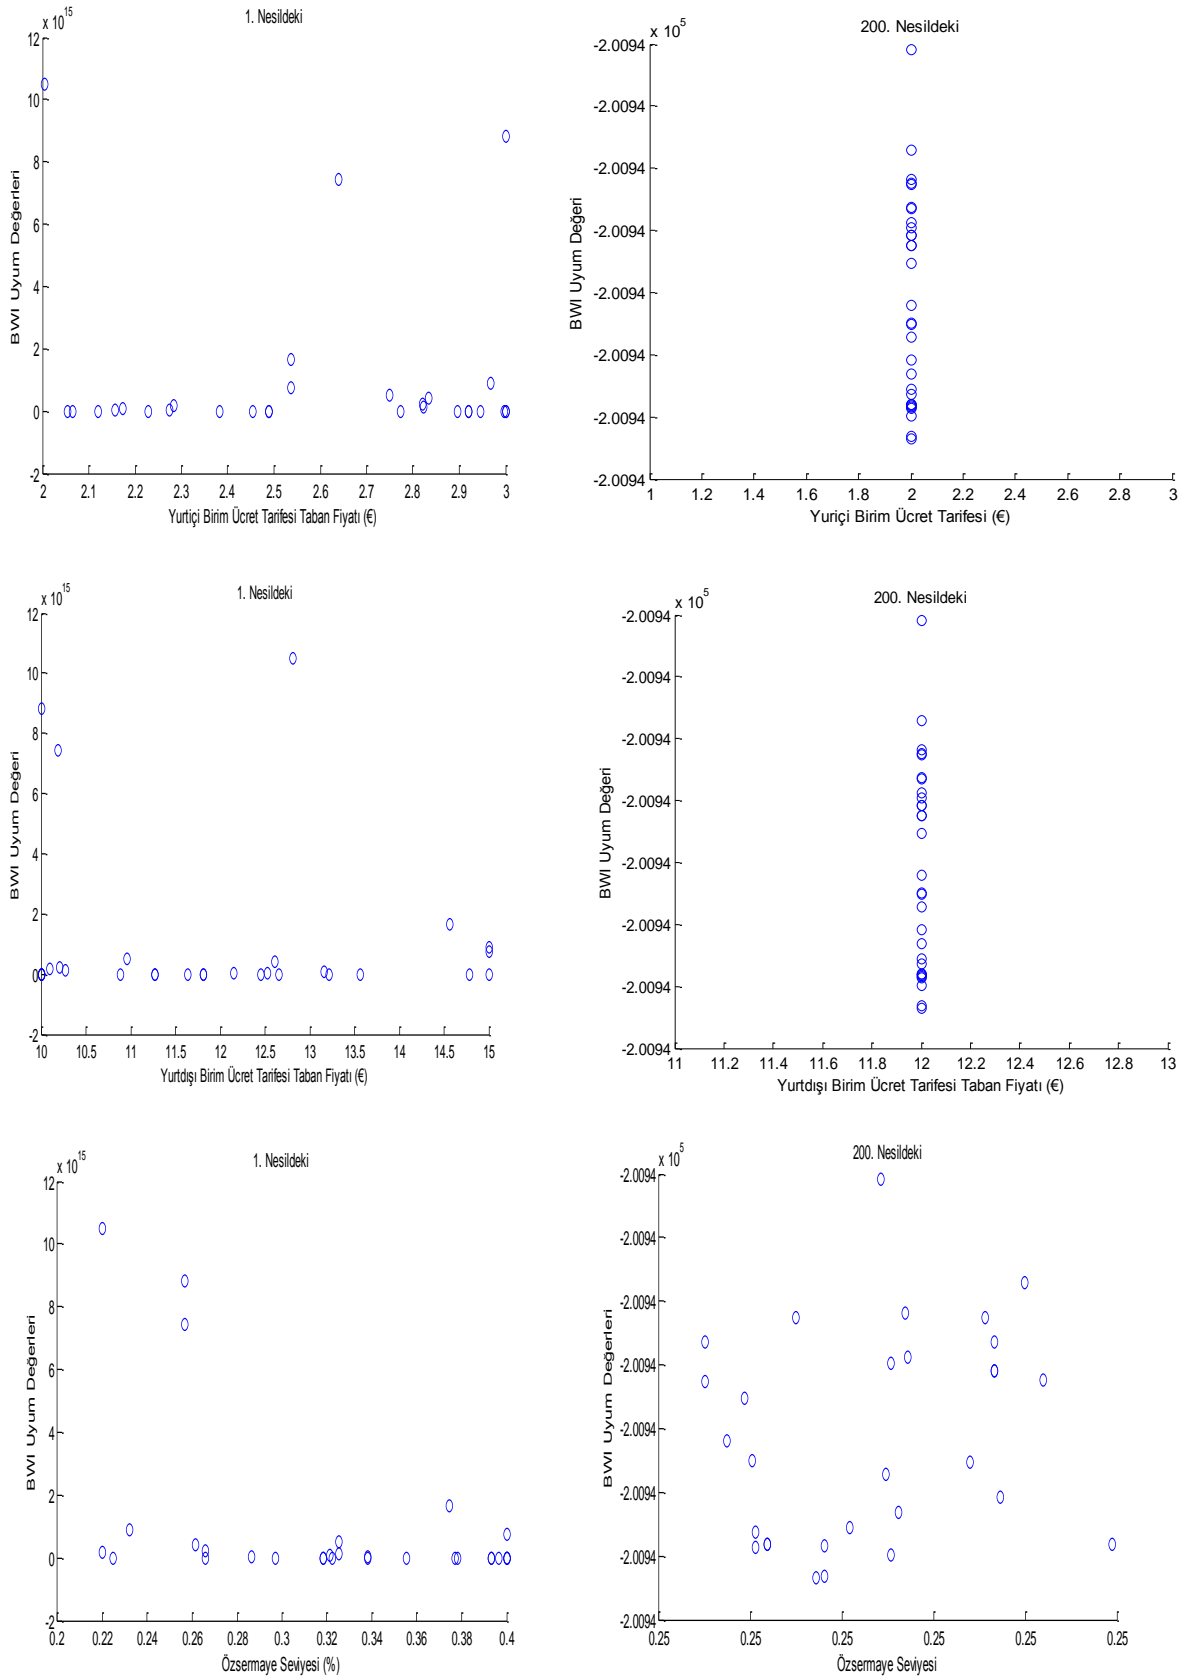 1. Nesildeki
x 10^15
12
10
8
6
4
2
0
-2
BWI Uyum Değerleri
2 2.1 2.2 2.3 2.4 2.5 2.6 2.7 2.8 2.9 3
Yurtiçi Birim Ücret Tarifesi Taban Fiyatı (€)
200. Nesildeki
x 10^5
-2.0094
-2.0094
-2.0094
-2.0094
-2.0094
-2.0094
-2.0094
-2.0094
BWI Uyum Değeri
1 1.2 1.4 1.6 1.8 2 2.2 2.4 2.6 2.8 3
Yuriçi Birim Ücret Tarifesi (€)
1. Nesildeki
x 10^15
12
10
8
6
4
2
0
-2
BWI Uyum Değeri
10 10.5 11 11.5 12 12.5 13 13.5 14 14.5 15
Yurtdışı Birim Ücret Tarifesi Taban Fiyatı (€)
200. Nesildeki
x 10^5
-2.0094
-2.0094
-2.0094
-2.0094
-2.0094
-2.0094
-2.0094
-2.0094
BWI Uyum Değeri
11 11.2 11.4 11.6 11.8 12 12.2 12.4 12.6 12.8 13
Yurtdışı Birim Ücret Tarifesi Taban Fiyatı (€)
1. Nesildeki
x 10^15
12
10
8
6
4
2
0
-2
BWI Uyum Değerleri
0.2 0.22 0.24 0.26 0.28 0.3 0.32 0.34 0.36 0.38 0.4
Özsermaye Seviyesi (%)
200. Nesildeki
x 10^5
-2.0094
-2.0094
-2.0094
-2.0094
-2.0094
-2.0094
-2.0094
-2.0094
BWI Uyum Değerleri
0.25 0.25 0.25 0.25 0.25 0.25
Özsermaye Seviyesi